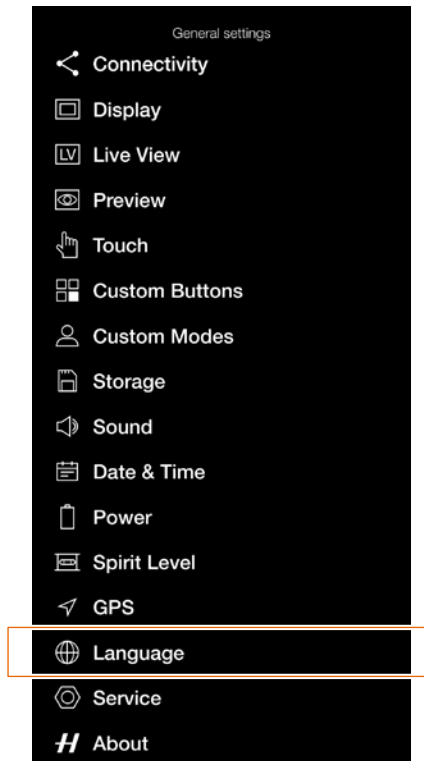 General settings
Connectivity
Display
LV Live View
Preview
Touch
Custom Buttons
Custom Modes
Storage
Sound
Date & Time
Power
Spirit Level
GPS
Language
Service
H About